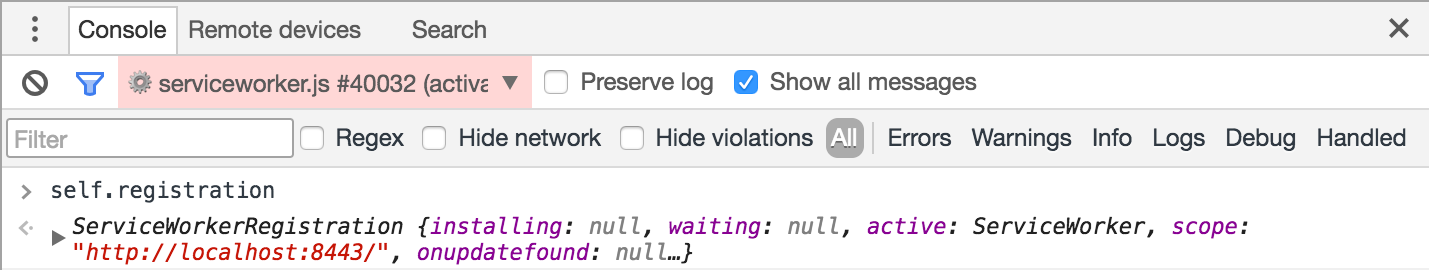 Console Remote devices Search
serviceworker.js #40032 (activa Preserve log Show all messages
Filter Regex Hide network Hide violations All Errors Warnings Info Logs Debug Handled
self.registration
ServiceWorkerRegistration {installing: null, waiting: null, active: ServiceWorker, scope:
"http://localhost:8443/", onupdatefound: null…}